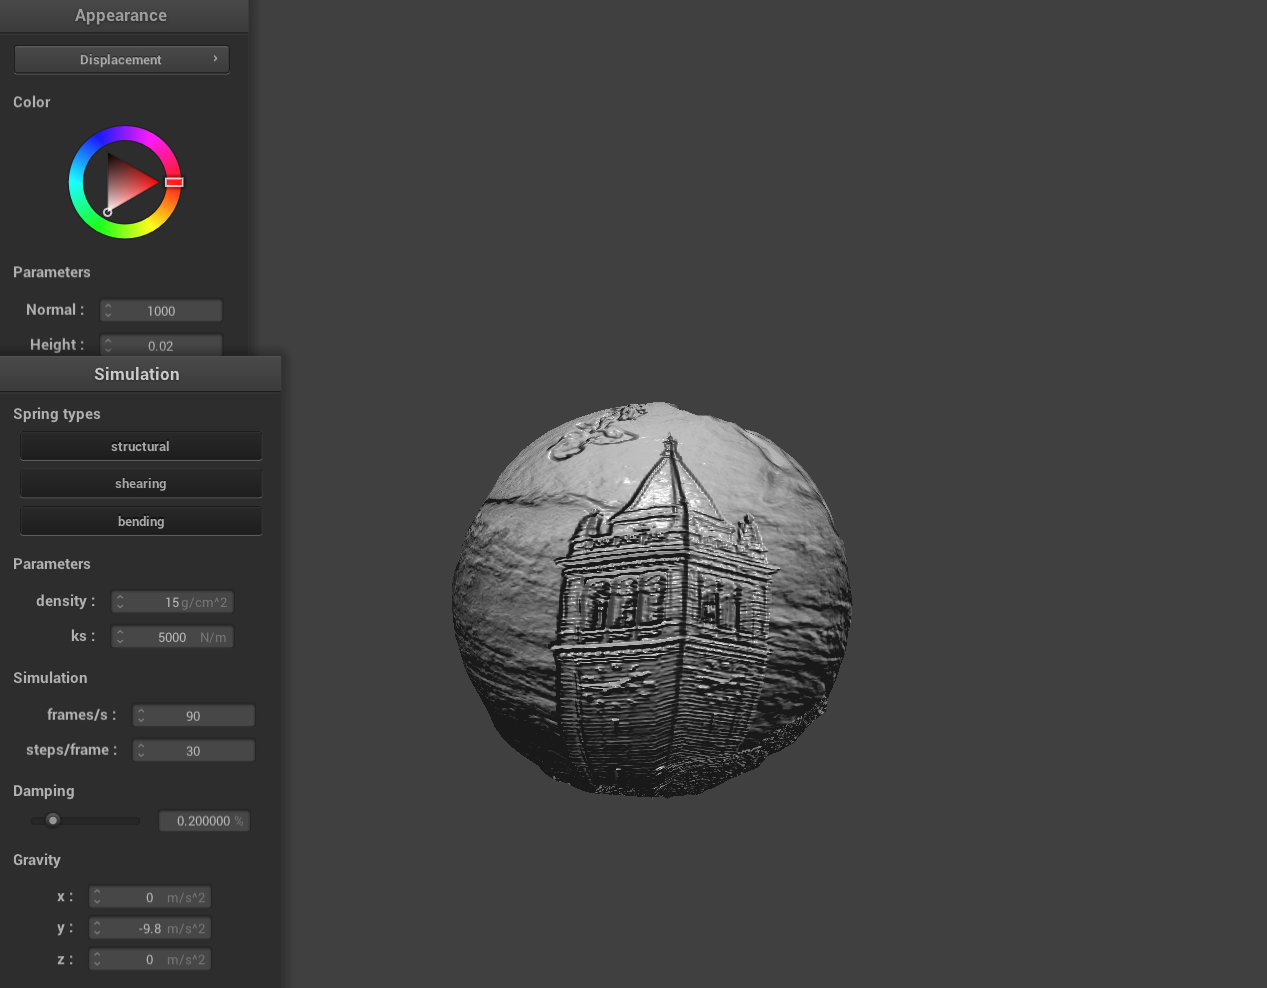 Appearance
Displacement ›
Color
Parameters
Normal : 1000
Height : 0.02
Simulation
Spring types
structural
shearing
bending
Parameters
density : 15 g/cm^2
ks : 5000 N/m
Simulation
frames/s : 90
steps/frame : 30
Damping
0.200000 %
Gravity
x : 0 m/s^2
y : -9.8 m/s^2
z : 0 m/s^2